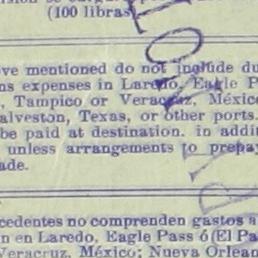 (100 libras
ve mentioned do not include du
ns expenses in Laredo, Eagle P
, Tampico or Veracruz, México
alveston, Texas, or other ports.
be paid at destination. in addi
unless arrangements to prepay
ade.
cedentes no comprenden gastos a
n en Laredo, Eagle Pass ó (El Pa
Veracruz, México; Nueva Orlean